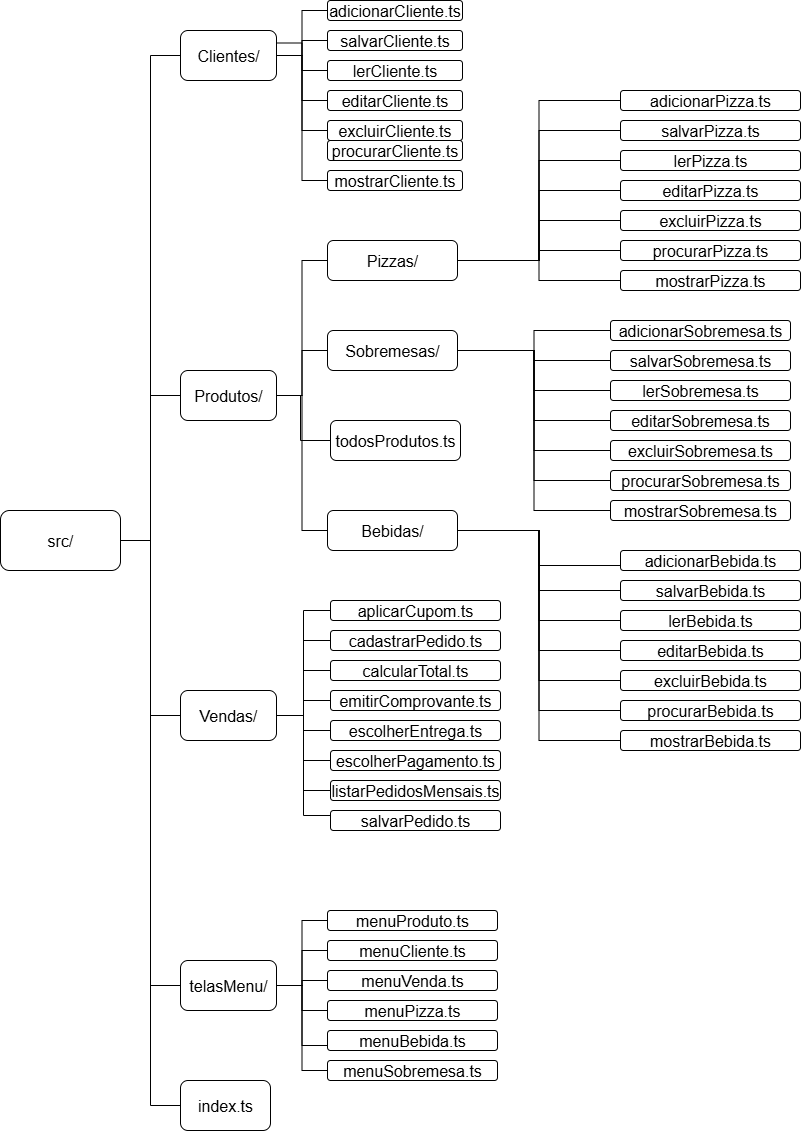 src/
Clientes/
adicionarCliente.ts
salvarCliente.ts
lerCliente.ts
editarCliente.ts
excluirCliente.ts
procurarCliente.ts
mostrarCliente.ts
Produtos/
Pizzas/
adicionarPizza.ts
salvarPizza.ts
lerPizza.ts
editarPizza.ts
excluirPizza.ts
procurarPizza.ts
mostrarPizza.ts
Sobremesas/
adicionarSobremesa.ts
salvarSobremesa.ts
lerSobremesa.ts
editarSobremesa.ts
excluirSobremesa.ts
procurarSobremesa.ts
mostrarSobremesa.ts
todosProdutos.ts
Bebidas/
adicionarBebida.ts
salvarBebida.ts
lerBebida.ts
editarBebida.ts
excluirBebida.ts
procurarBebida.ts
mostrarBebida.ts
Vendas/
aplicarCupom.ts
cadastrarPedido.ts
calcularTotal.ts
emitirComprovante.ts
escolherEntrega.ts
escolherPagamento.ts
listarPedidosMensais.ts
salvarPedido.ts
telasMenu/
menuProduto.ts
menuCliente.ts
menuVenda.ts
menuPizza.ts
menuBebida.ts
menuSobremesa.ts
index.ts